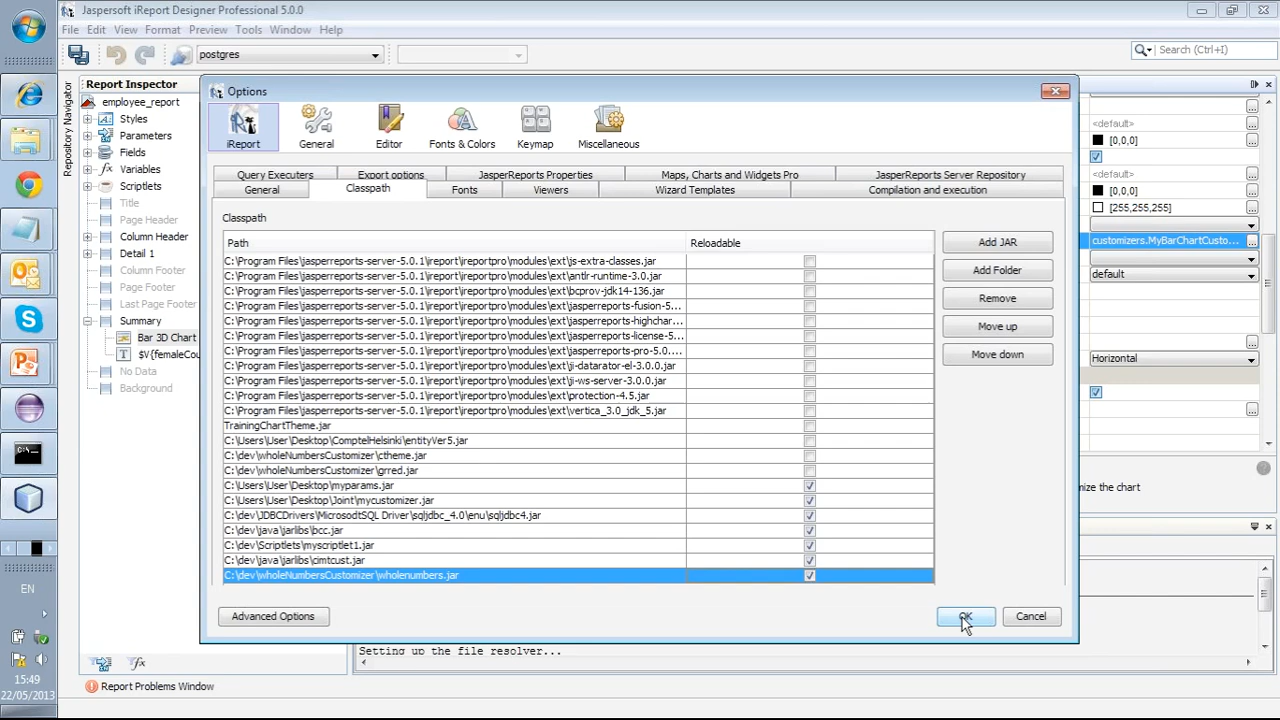 Jaspersoft iReport Designer Professional 5.0.0
File Edit View Format Preview Tools Window Help
postgres
Search (Ctrl+I)
Repository Navigator
Report Inspector
employee_report
Styles
Parameters
Fields
Variables
Scriptlets
Title
Page Header
Column Header
Detail 1
Column Footer
Page Footer
Last Page Footer
Summary
Bar 3D Chart
$V{femaleCou
No Data
Background
Options
iReport General Editor Fonts & Colors Keymap Miscellaneous
Query Executers Export options JasperReports Properties Maps, Charts and Widgets Pro JasperReports Server Repository
General Classpath Fonts Viewers Wizard Templates Compilation and execution
Classpath
Path Reloadable
C:\Program Files\jasperreports-server-5.0.1\ireport\ireportpro\modules\ext\js-extra-classes.jar
C:\Program Files\jasperreports-server-5.0.1\ireport\ireportpro\modules\ext\antlr-runtime-3.0.jar
C:\Program Files\jasperreports-server-5.0.1\ireport\ireportpro\modules\ext\bcprov-jdk14-136.jar
C:\Program Files\jasperreports-server-5.0.1\ireport\ireportpro\modules\ext\jasperreports-fusion-5....
C:\Program Files\jasperreports-server-5.0.1\ireport\ireportpro\modules\ext\jasperreports-highchar...
C:\Program Files\jasperreports-server-5.0.1\ireport\ireportpro\modules\ext\jasperreports-license-5...
C:\Program Files\jasperreports-server-5.0.1\ireport\ireportpro\modules\ext\jasperreports-pro-5.0....
C:\Program Files\jasperreports-server-5.0.1\ireport\ireportpro\modules\ext\ji-datarator-el-3.0.0.jar
C:\Program Files\jasperreports-server-5.0.1\ireport\ireportpro\modules\ext\ji-ws-server-3.0.0.jar
C:\Program Files\jasperreports-server-5.0.1\ireport\ireportpro\modules\ext\protection-4.5.jar
C:\Program Files\jasperreports-server-5.0.1\ireport\ireportpro\modules\ext\vertica_3.0_jdk_5.jar
TrainingChartTheme.jar
C:\Users\User\Desktop\ComptelHelsinki\entityVer5.jar
C:\dev\wholeNumbersCustomizer\ctheme.jar
C:\dev\wholeNumbersCustomizer\grred.jar
C:\Users\User\Desktop\myparams.jar
C:\Users\User\Desktop\Joint\mycustomizer.jar
C:\dev\JDBCDrivers\MicrosodtSQL Driver\sqljdbc_4.0\enu\sqljdbc4.jar
C:\dev\java\jarlibs\bcc.jar
C:\dev\Scriptlets\myscriptlet1.jar
C:\dev\java\jarlibs\cimtcust.jar
C:\dev\wholeNumbersCustomizer\wholenumbers.jar
Add JAR
Add Folder
Remove
Move up
Move down
Advanced Options
OK
Cancel
<default>
[0,0,0]
<default>
[0,0,0]
[255,255,255]
customizers.MyBarChartCusto...
default
Horizontal
ize the chart
Setting up the file resolver...
Report Problems Window
EN
15:49
22/05/2013